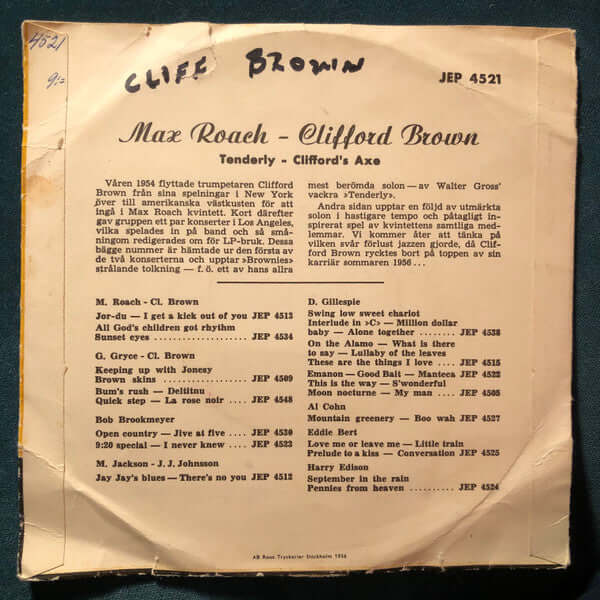 4521
9:=
CLIFF BROWN
JEP 4521
Max Roach - Clifford Brown
Tenderly - Clifford's Axe
Våren 1954 flyttade trumpetaren Clifford
Brown från sina spelningar i New York
över till amerikanska västkusten för att
ingå i Max Roach kvintett. Kort därefter
gav gruppen ett par konserter i Los Angeles,
vilka spelades in på band och så små-
ningom redigerades om för LP-bruk. Dessa
bägge nummer är hämtade ur den första av
de två konserterna och upptar »Brownies»
strålande tolkning — f. ö. ett av hans allra
mest berömda solon — av Walter Gross'
vackra »Tenderly».
Andra sidan upptar en följd av utmärkta
solon i hastigare tempo och påtagligt in-
spirerat spel av kvintettens samtliga med-
lemmar. Vi kommer åter att tänka på
vilken svår förlust jazzen gjorde, då Clif-
ford Brown rycktes bort på toppen av sin
karriär sommaren 1956 ...
M. Roach - Cl. Brown
Jor-du — I get a kick out of you JEP 4513
All God's children got rhythm
Sunset eyes .................... JEP 4534
G. Gryce - Cl. Brown
Keeping up with Jonesy
Brown skins .................. JEP 4509
Bum's rush — Deltitnu
Quick step — La rose noir .... JEP 4548
Bob Brookmeyer
Open country — Jive at five .... JEP 4530
9:20 special — I never knew .... JEP 4523
M. Jackson - J. J. Johnsson
Jay Jay's blues — There's no you JEP 4512
D. Gillespie
Swing low sweet chariot
Interlude in »C» — Million dollar
baby — Alone together ........ JEP 4538
On the Alamo — What is there
to say — Lullaby of the leaves
These are the things I love .... JEP 4515
Emanon — Good Bait — Manteca JEP 4522
This is the way — S'wonderful
Moon nocturne — My man .... JEP 4505
Al Cohn
Mountain greenery — Boo wah JEP 4527
Eddie Bert
Love me or leave me — Little train
Prelude to a kiss — Conversation JEP 4525
Harry Edison
September in the rain
Pennies from heaven .......... JEP 4524
AB Roos Tryckerier Stockholm 1956